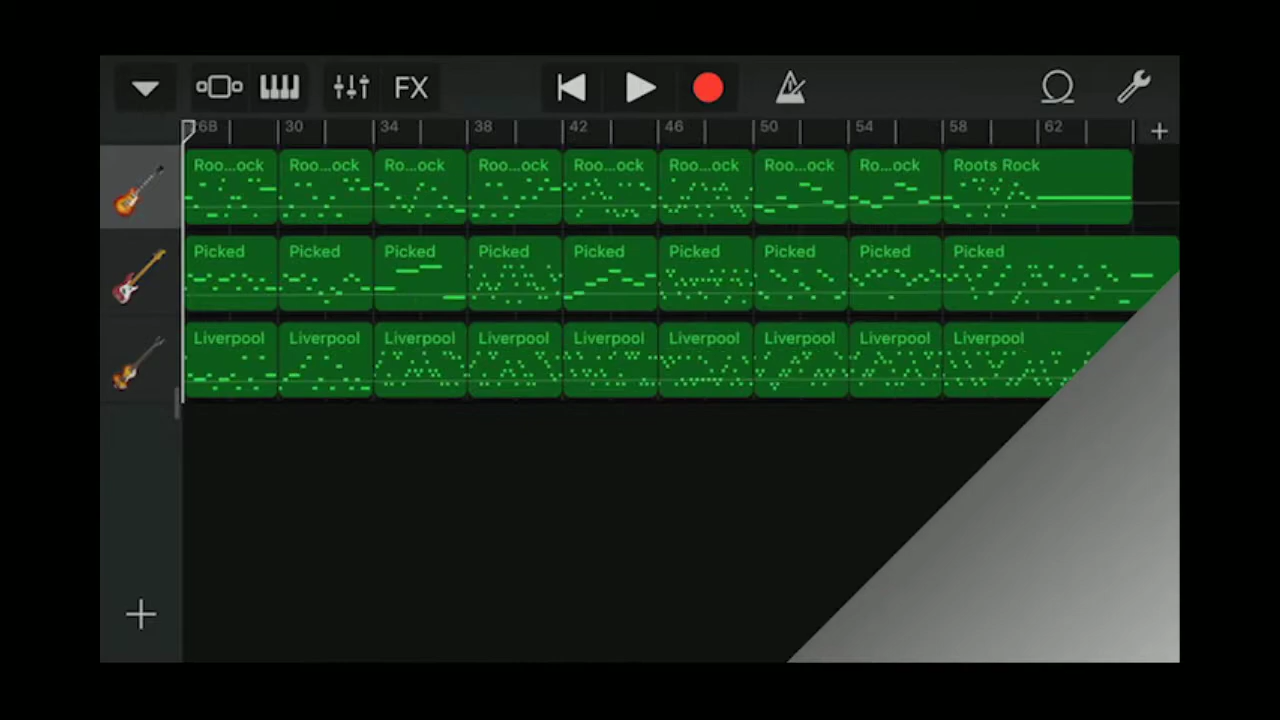 FX
26B 30 34 38 42 46 50 54 58 62 +
Roo...ock Roo...ock Ro...ock Roo...ock Roo...ock Roo...ock Roo...ock Ro...ock Roots Rock
Picked Picked Picked Picked Picked Picked Picked Picked Picked
Liverpool Liverpool Liverpool Liverpool Liverpool Liverpool Liverpool Liverpool Liverpool
+